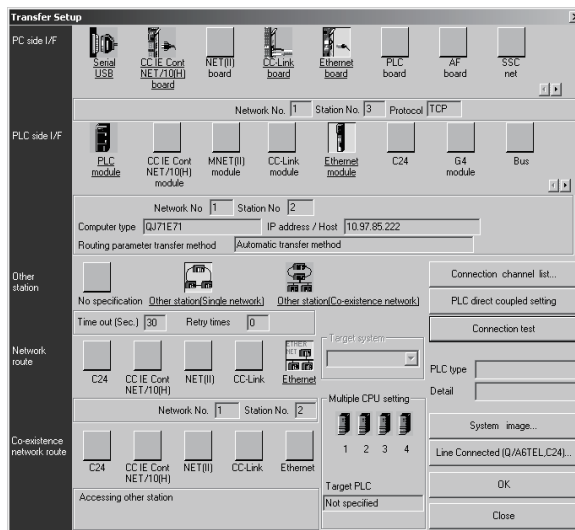 Transfer Setup
PC side I/F
Serial USB
CC IE Cont NET/10(H) board
NET(II) board
CC-Link board
Ethernet board
PLC board
AF board
SSC net
Network No. 1 Station No. 3 Protocol TCP
PLC side I/F
PLC module
CC IE Cont NET/10(H) module
MNET(II) module
CC-Link module
Ethernet module
C24
G4 module
Bus
Network No 1 Station No 2
Computer type QJ71E71 IP address / Host 10.97.85.222
Routing parameter transfer method Automatic transfer method
Other station
No specification
Other station(Single network)
Other station(Co-existence network)
Time out (Sec.) 30 Retry times 0
Connection channel list...
PLC direct coupled setting
Connection test
PLC type
Detail
System image...
Line Connected (Q/A6TEL,C24)...
OK
Close
Network route
C24
CC IE Cont NET/10(H)
NET(II)
CC-Link
ETHER NET
Ethernet
Target system
Network No. 1 Station No. 2
Multiple CPU setting
1 2 3 4
Target PLC
Not specified
Co-existence network route
C24
CC IE Cont NET/10(H)
NET(II)
CC-Link
Ethernet
Accessing other station